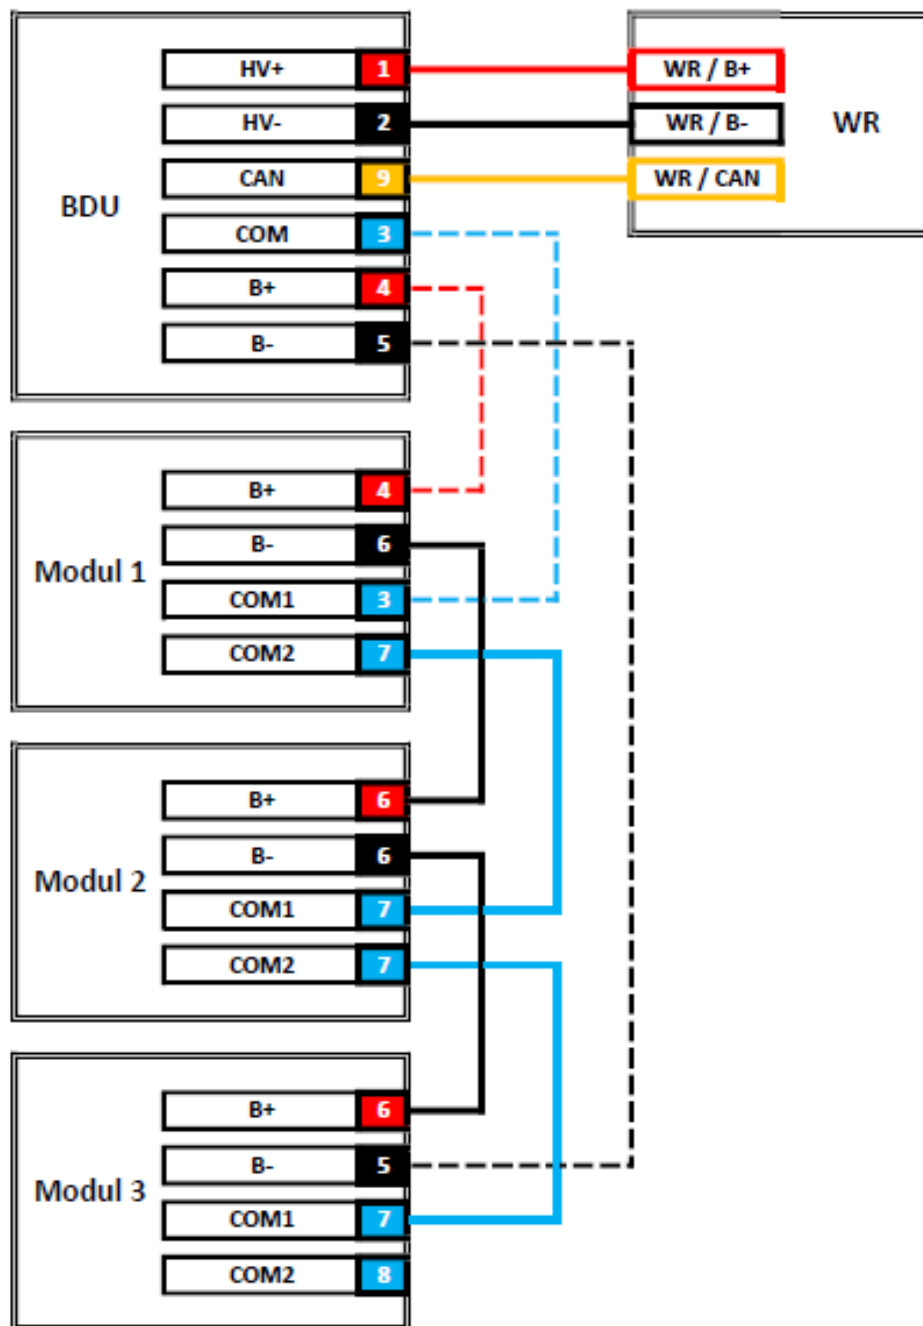 HV+ 1 WR / B+
HV- 2 WR / B- WR
CAN 9 WR / CAN
BDU
COM 3
B+ 4
B- 5
B+ 4
B- 6
Modul 1
COM1 3
COM2 7
B+ 6
B- 6
Modul 2
COM1 7
COM2 7
B+ 6
B- 5
Modul 3
COM1 7
COM2 8